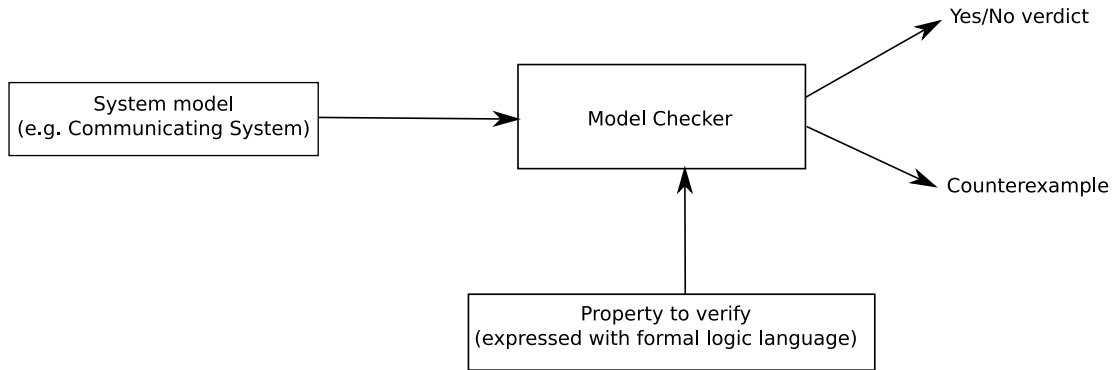 Yes/No verdict
System model
(e.g. Communicating System)
Model Checker
Counterexample
Property to verify
(expressed with formal logic language)